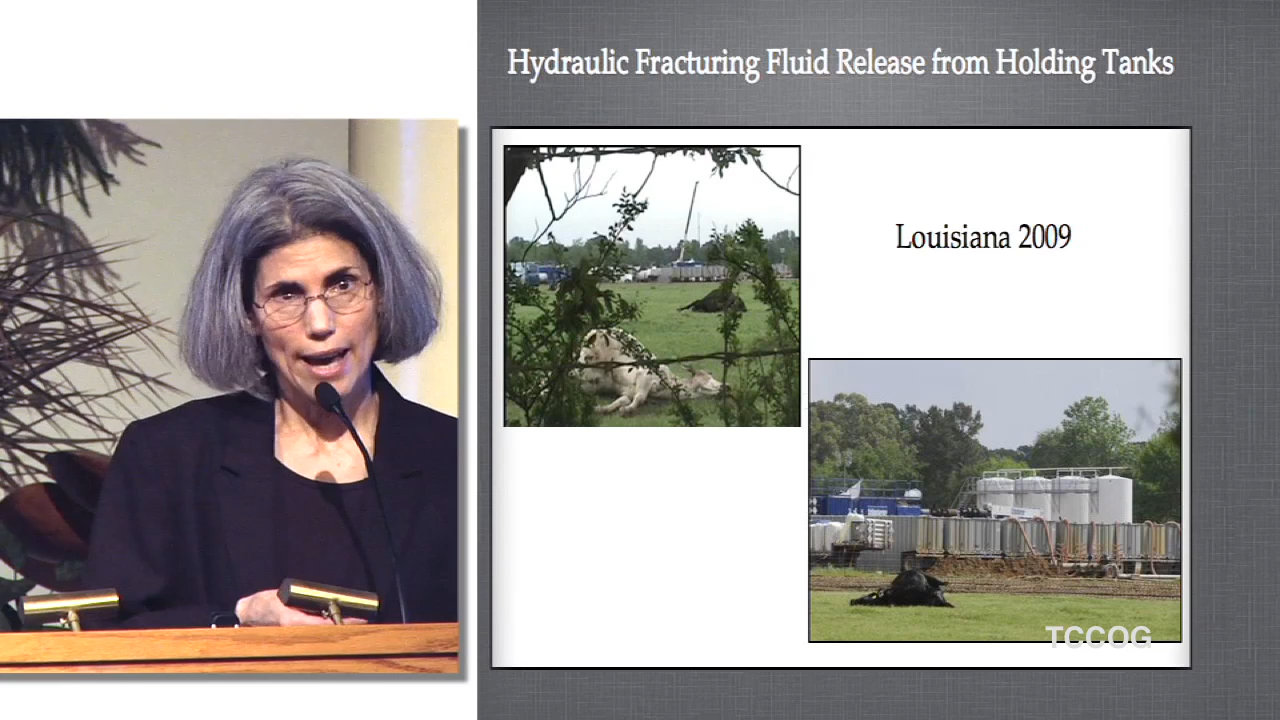 Hydraulic Fracturing Fluid Release from Holding Tanks
Louisiana 2009
TCCOG